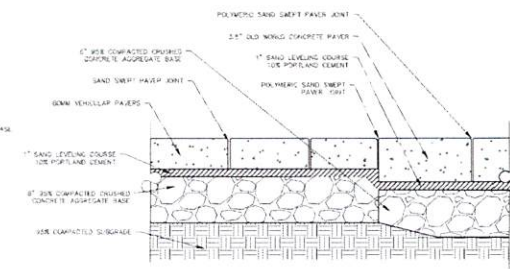 POLYMERIC SAND SWEPT PAVER JOINT
2.5" OLD WORLD CONCRETE PAVER
6" 95% COMPACTED CRUSHED
CONCRETE AGGREGATE BASE
1" SAND LEVELING COURSE
10% PORTLAND CEMENT
SAND SWEPT PAVER JOINT
POLYMERIC SAND SWEPT
PAVER JOINT
80MM VEHICULAR PAVERS
1" SAND LEVELING COURSE
10% PORTLAND CEMENT
8" 95% COMPACTED CRUSHED
CONCRETE AGGREGATE BASE
95% COMPACTED SUBGRADE